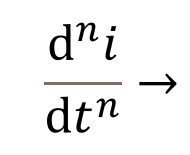 dⁿi
dtⁿ →